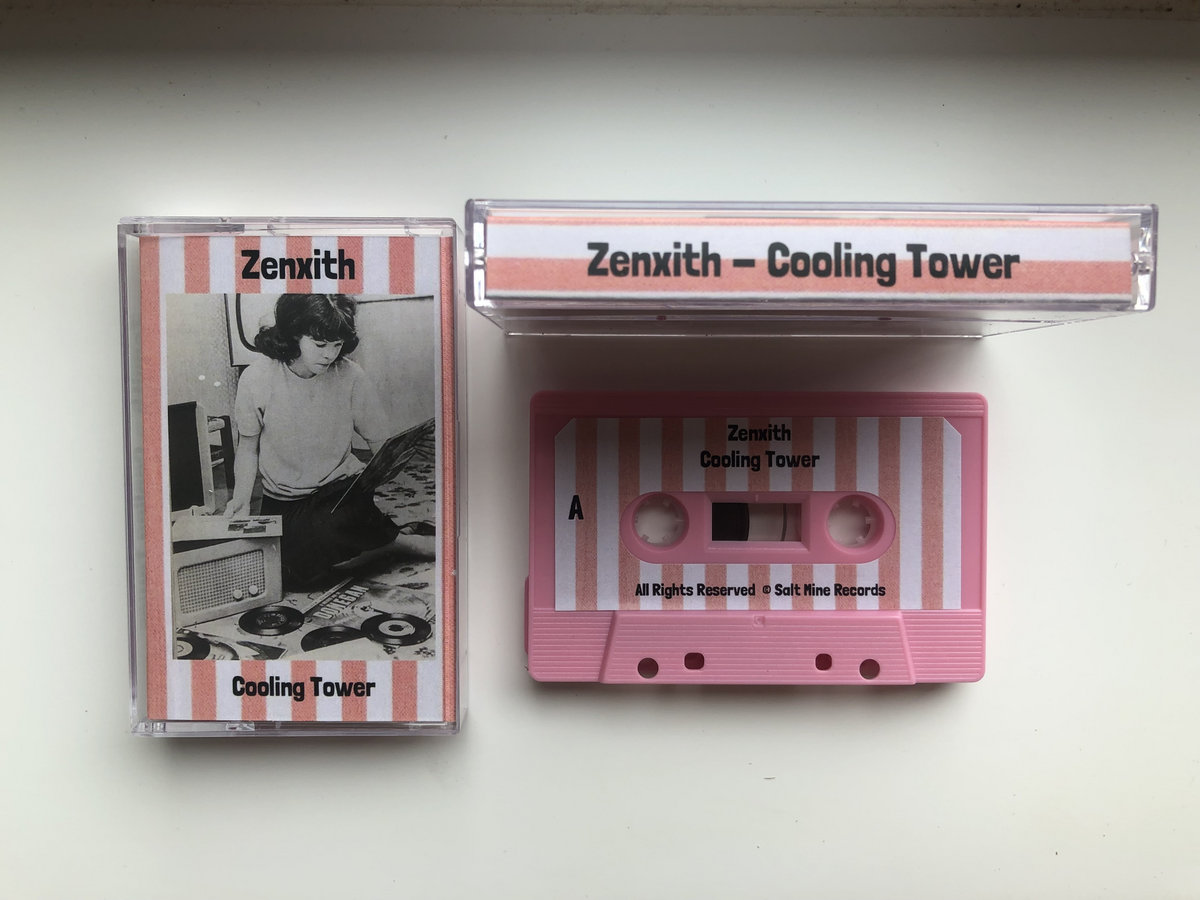 Zenxith
Cooling Tower
Zenxith – Cooling Tower
Zenxith
Cooling Tower
A
All Rights Reserved © Salt Mine Records